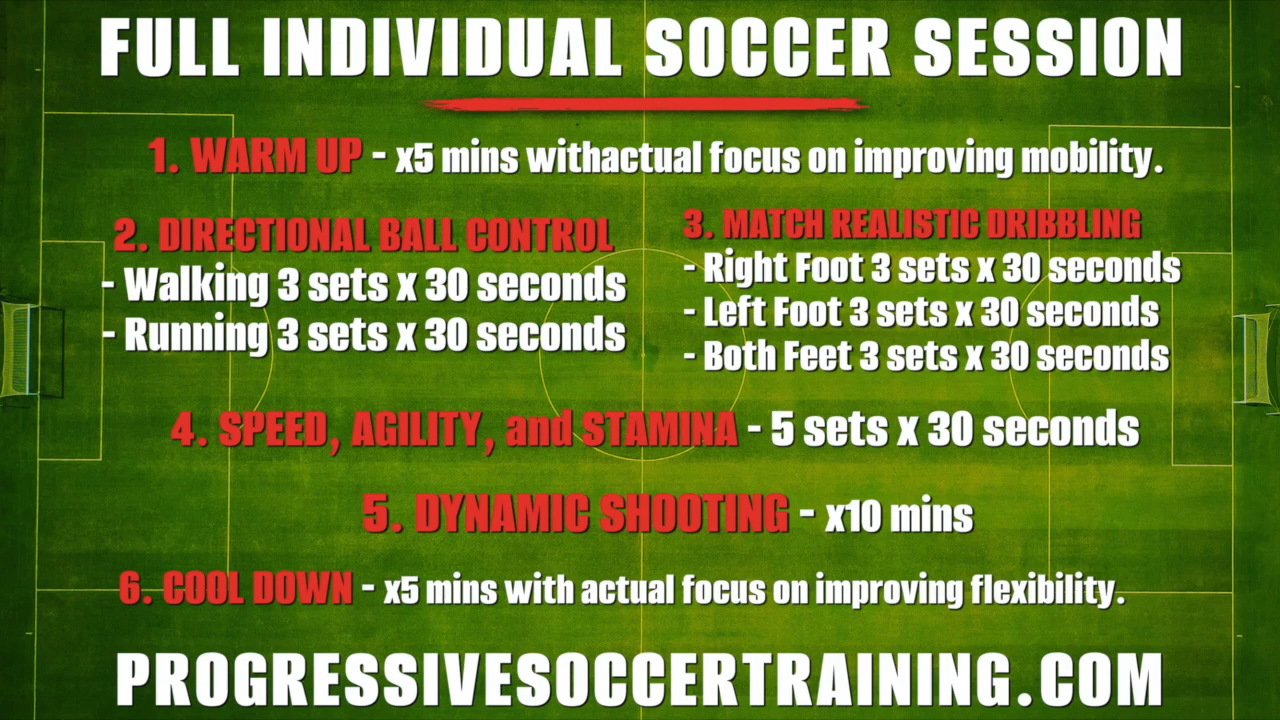 FULL INDIVIDUAL SOCCER SESSION
1. WARM UP - x5 mins withactual focus on improving mobility.
2. DIRECTIONAL BALL CONTROL
- Walking 3 sets x 30 seconds
- Running 3 sets x 30 seconds
3. MATCH REALISTIC DRIBBLING
- Right Foot 3 sets x 30 seconds
- Left Foot 3 sets x 30 seconds
- Both Feet 3 sets x 30 seconds
4. SPEED, AGILITY, and STAMINA - 5 sets x 30 seconds
5. DYNAMIC SHOOTING - x10 mins
6. COOL DOWN - x5 mins with actual focus on improving flexibility.
PROGRESSIVESOCCERTRAINING.COM